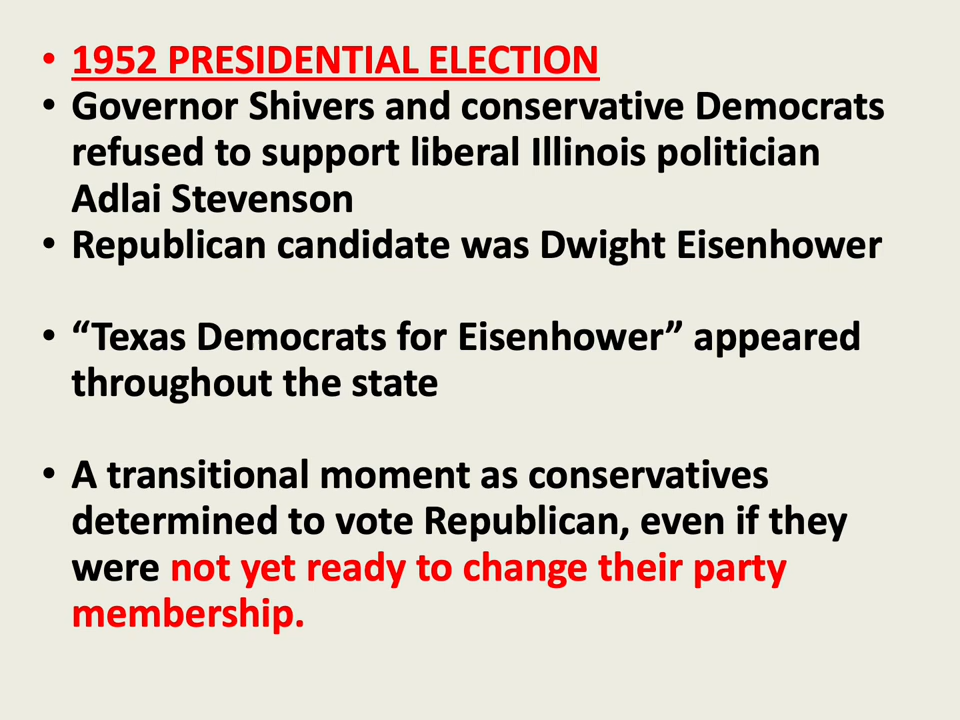 • 1952 PRESIDENTIAL ELECTION
• Governor Shivers and conservative Democrats
refused to support liberal Illinois politician
Adlai Stevenson
• Republican candidate was Dwight Eisenhower
• “Texas Democrats for Eisenhower” appeared
throughout the state
• A transitional moment as conservatives
determined to vote Republican, even if they
were not yet ready to change their party
membership.